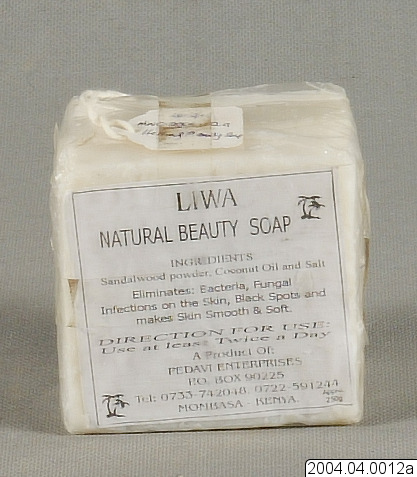 LIWA
NATURAL BEAUTY SOAP
INGREDIENTS
Sandalwood powder, Coconut Oil and Salt
Eliminates: Bacteria, Fungal
Infections on the Skin, Black Spots and
makes Skin Smooth & Soft.
DIRECTION FOR USE:
Use at least Twice a Day
A Product Of:
PEDAVI ENTERPRISES
P.O. BOX 90225
Tel: 0733-742048, 0722-591244
MOMBASA - KENYA.
Approx
250g
2004.04.0012a